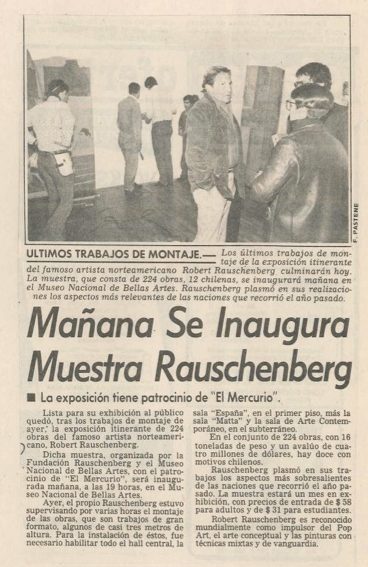 F. PASTENE
ULTIMOS TRABAJOS DE MONTAJE.— Los últimos trabajos de mon-
taje de la exposición itinerante
del famoso artista norteamericano Robert Rauschenberg culminarán hoy.
La muestra, que consta de 224 obras, 12 chilenas, se inaugurará mañana en
el Museo Nacional de Bellas Artes. Rauschenberg plasmó en sus realizacio-
nes los aspectos más relevantes de las naciones que recorrió el año pasado.
Mañana Se Inaugura
Muestra Rauschenberg
■ La exposición tiene patrocinio de "El Mercurio".
Lista para su exhibición al público
quedó, tras los trabajos de montaje de
ayer, la exposición itinerante de 224
obras del famoso artista norteameri-
cano, Robert Rauschenberg.
Dicha muestra, organizada por la
Fundación Rauschenberg y el Museo
Nacional de Bellas Artes, con el patro-
cinio de "El Mercurio", será inaugu-
rada mañana, a las 19 horas, en el Mu-
seo Nacional de Bellas Artes.
Ayer, el propio Rauschenberg estuvo
supervisando por varias horas el montaje
de las obras, que son trabajos de gran
formato, algunos de casi tres metros de
altura. Para la instalación de éstos, fue
necesario habilitar todo el hall central, la
sala "España", en el primer piso, más la
sala "Matta" y la sala de Arte Contem-
poráneo, en el subterráneo.
En el conjunto de 224 obras, con 16
toneladas de peso y un avalúo de cuatro
millones de dólares, hay doce con
motivos chilenos.
Rauschenberg plasmó en sus traba-
jos los aspectos más sobresalientes
de las naciones que recorrió el año pa-
sado. La muestra estará un mes en exhi-
bición, con precios de entrada de $ 58
para adultos y de $ 31 para estudiantes.
Robert Rauschenberg es reconocido
mundialmente como impulsor del Pop
Art, el arte conceptual y las pinturas con
técnicas mixtas y de vanguardia.